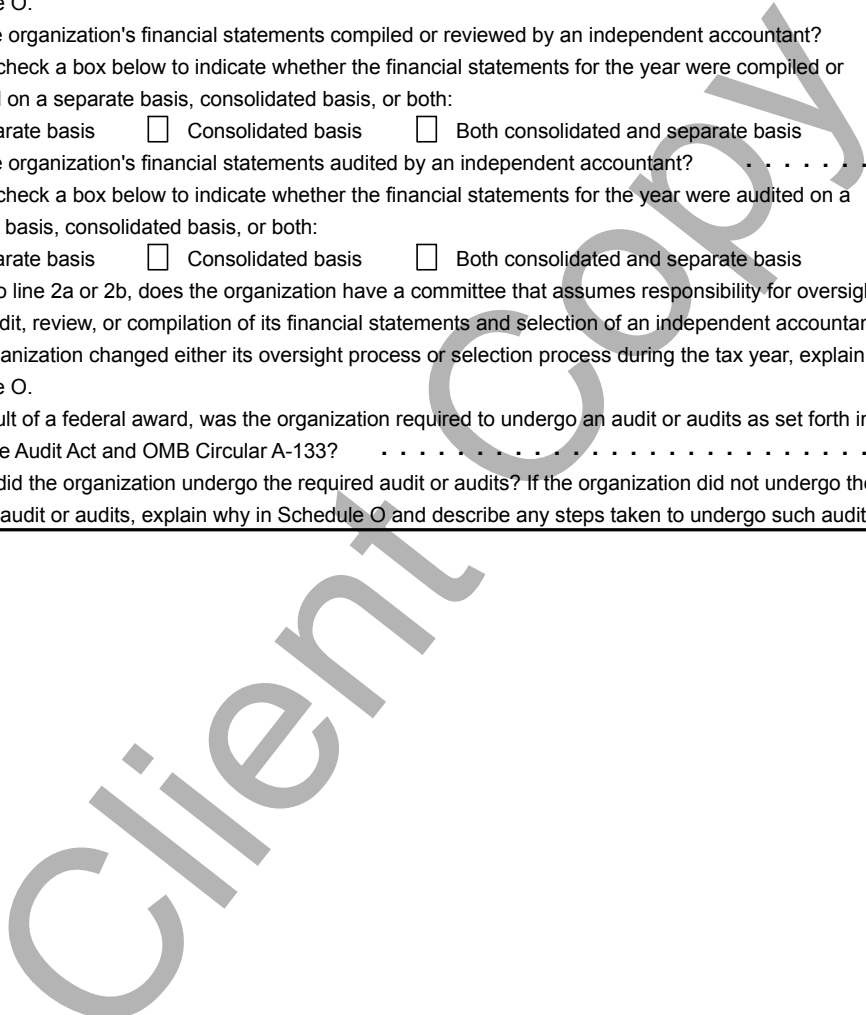 e O.
e organization's financial statements compiled or reviewed by an independent accountant?
check a box below to indicate whether the financial statements for the year were compiled or
on a separate basis, consolidated basis, or both:
arate basis ☐ Consolidated basis ☐ Both consolidated and separate basis
e organization's financial statements audited by an independent accountant? . . . . . . .
check a box below to indicate whether the financial statements for the year were audited on a
basis, consolidated basis, or both:
arate basis ☐ Consolidated basis ☐ Both consolidated and separate basis
o line 2a or 2b, does the organization have a committee that assumes responsibility for oversigh
dit, review, or compilation of its financial statements and selection of an independent accountan
ganization changed either its oversight process or selection process during the tax year, explain
e O.
ult of a federal award, was the organization required to undergo an audit or audits as set forth in
e Audit Act and OMB Circular A-133? . . . . . . . . . . . . . . . . . . . . . . . . . .
did the organization undergo the required audit or audits? If the organization did not undergo the
audit or audits, explain why in Schedule O and describe any steps taken to undergo such audit
Client Copy